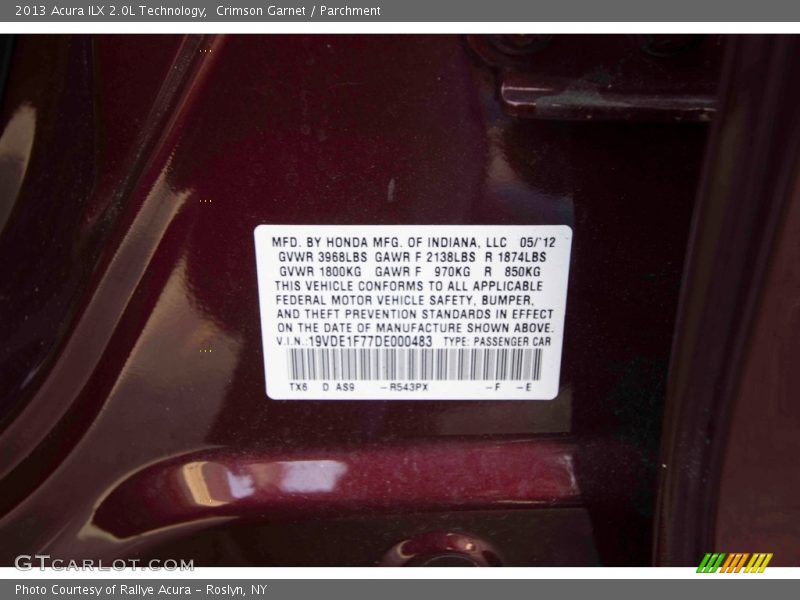 2013 Acura ILX 2.0L Technology,  Crimson Garnet / Parchment
MFD. BY HONDA MFG. OF INDIANA, LLC 05/'12
GVWR 3968LBS GAWR F 2138LBS R 1874LBS
GVWR 1800KG GAWR F 970KG R 850KG
THIS VEHICLE CONFORMS TO ALL APPLICABLE
FEDERAL MOTOR VEHICLE SAFETY, BUMPER,
AND THEFT PREVENTION STANDARDS IN EFFECT
ON THE DATE OF MANUFACTURE SHOWN ABOVE.
V.I.N.:19VDE1F77DE000483 TYPE: PASSENGER CAR
TX6 D AS9 -R543PX -F -E
GTCARLOT.COM
Photo Courtesy of Rallye Acura - Roslyn, NY